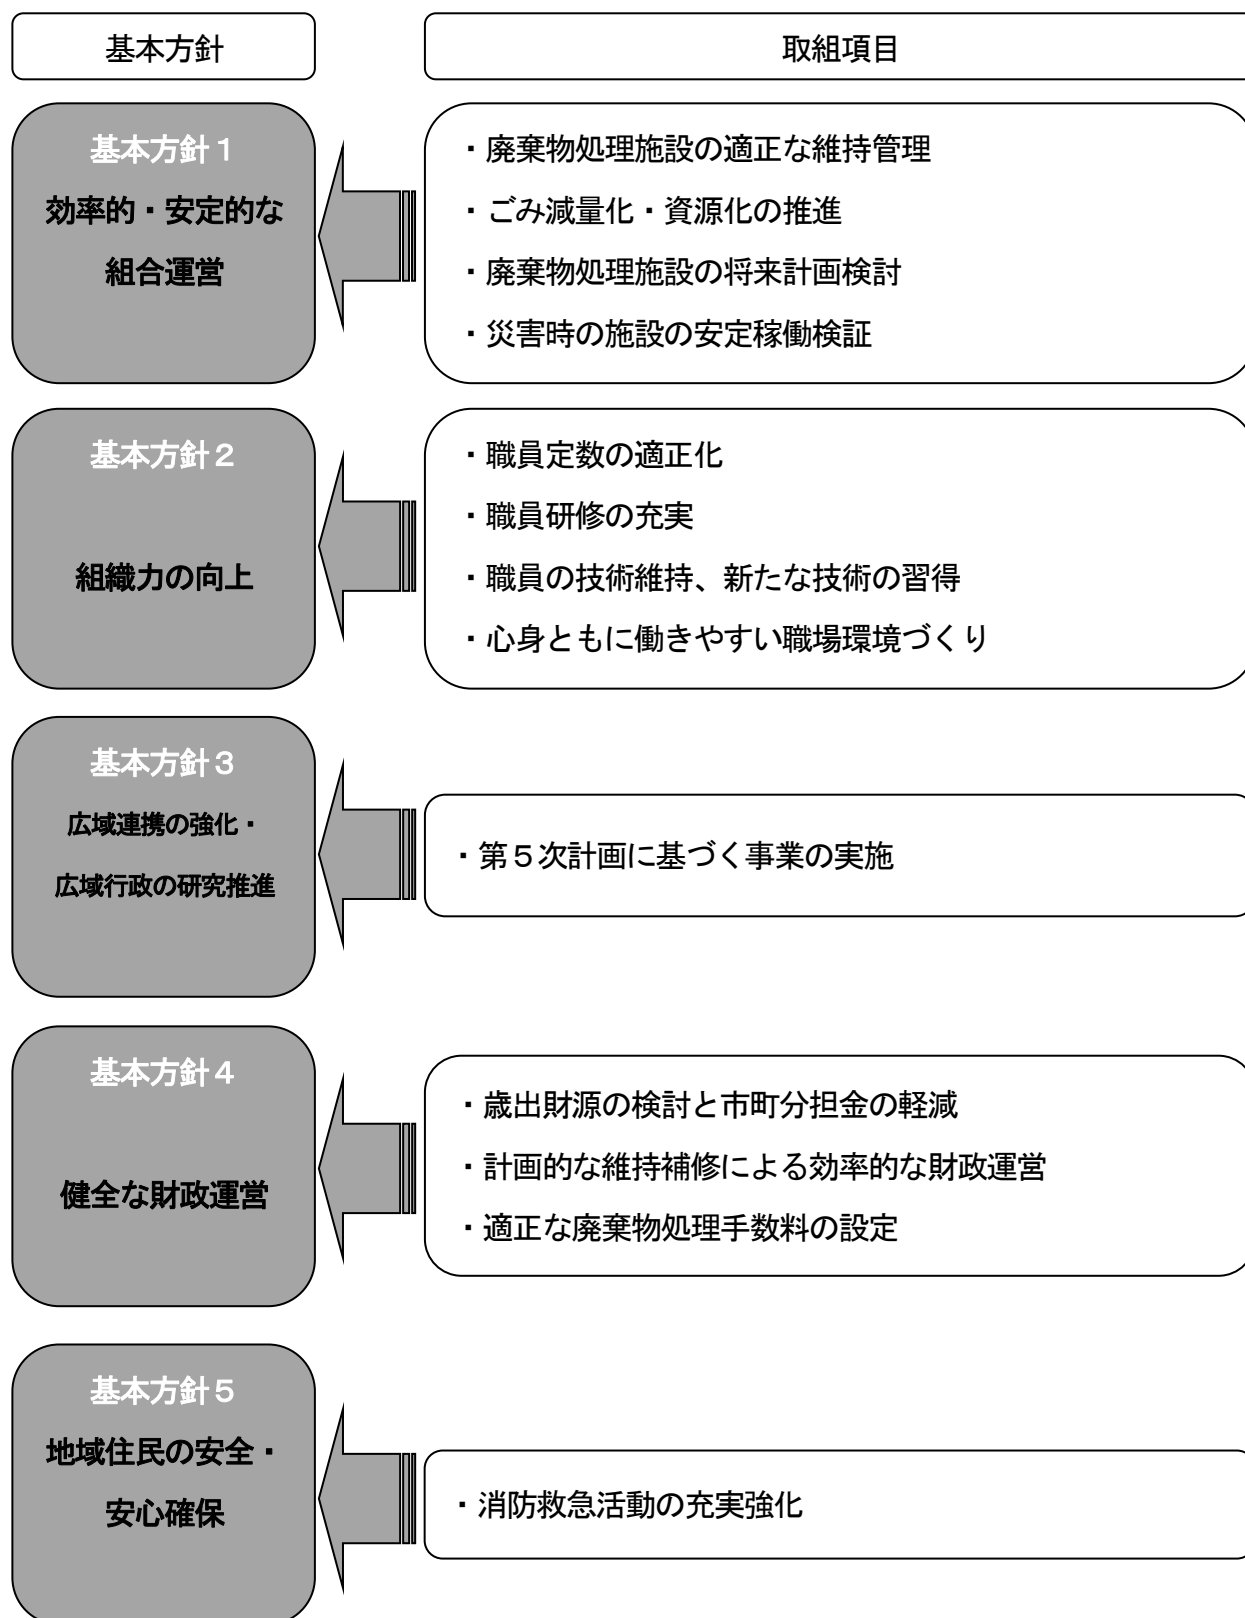 基本方針
取組項目
基本方針１
効率的・安定的な
組合運営
・廃棄物処理施設の適正な維持管理
・ごみ減量化・資源化の推進
・廃棄物処理施設の将来計画検討
・災害時の施設の安定稼働検証
基本方針２
組織力の向上
・職員定数の適正化
・職員研修の充実
・職員の技術維持、新たな技術の習得
・心身ともに働きやすい職場環境づくり
基本方針３
広域連携の強化・
広域行政の研究推進
・第５次計画に基づく事業の実施
基本方針４
健全な財政運営
・歳出財源の検討と市町分担金の軽減
・計画的な維持補修による効率的な財政運営
・適正な廃棄物処理手数料の設定
基本方針５
地域住民の安全・
安心確保
・消防救急活動の充実強化